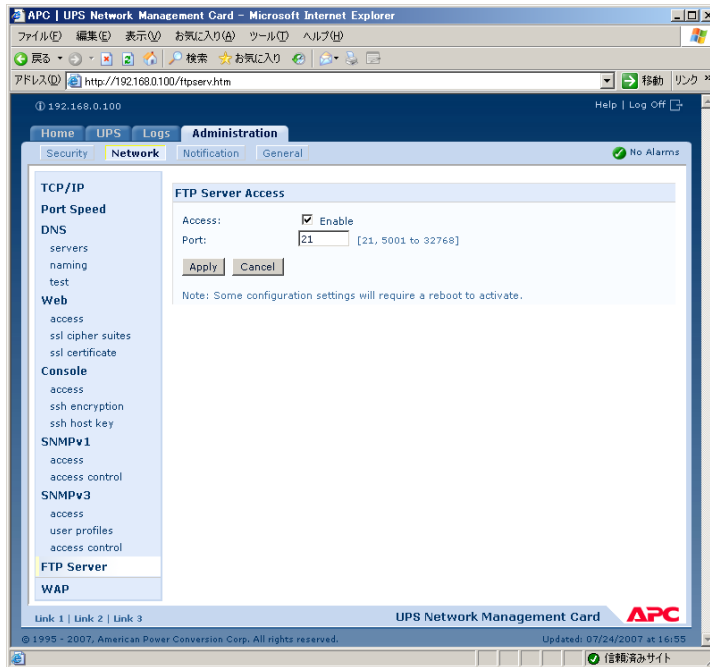 APC | UPS Network Management Card - Microsoft Internet Explorer
ファイル(F) 編集(E) 表示(V) お気に入り(A) ツール(T) ヘルプ(H)
戻る 検索 お気に入り
アドレス(D) http://192.168.0.100/ftpserv.htm 移動 リンク »
192.168.0.100 Help | Log Off
Home UPS Logs Administration
Security Network Notification General No Alarms
TCP/IP
Port Speed
DNS
servers
naming
test
Web
access
ssl cipher suites
ssl certificate
Console
access
ssh encryption
ssh host key
SNMPv1
access
access control
SNMPv3
access
user profiles
access control
FTP Server
WAP
FTP Server Access
Access: Enable
Port: 21 [21, 5001 to 32768]
Apply Cancel
Note: Some configuration settings will require a reboot to activate.
Link 1 | Link 2 | Link 3 UPS Network Management Card APC
© 1995 - 2007, American Power Conversion Corp. All rights reserved. Updated: 07/24/2007 at 16:55
信頼済みサイト